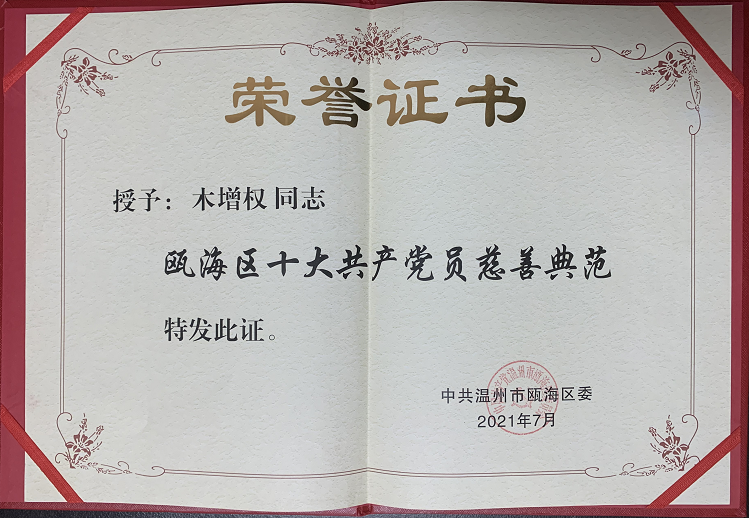 荣誉证书
授予：木增权 同志
瓯海区十大共产党员慈善典范
特发此证。
中共温州市瓯海区委
2021年7月